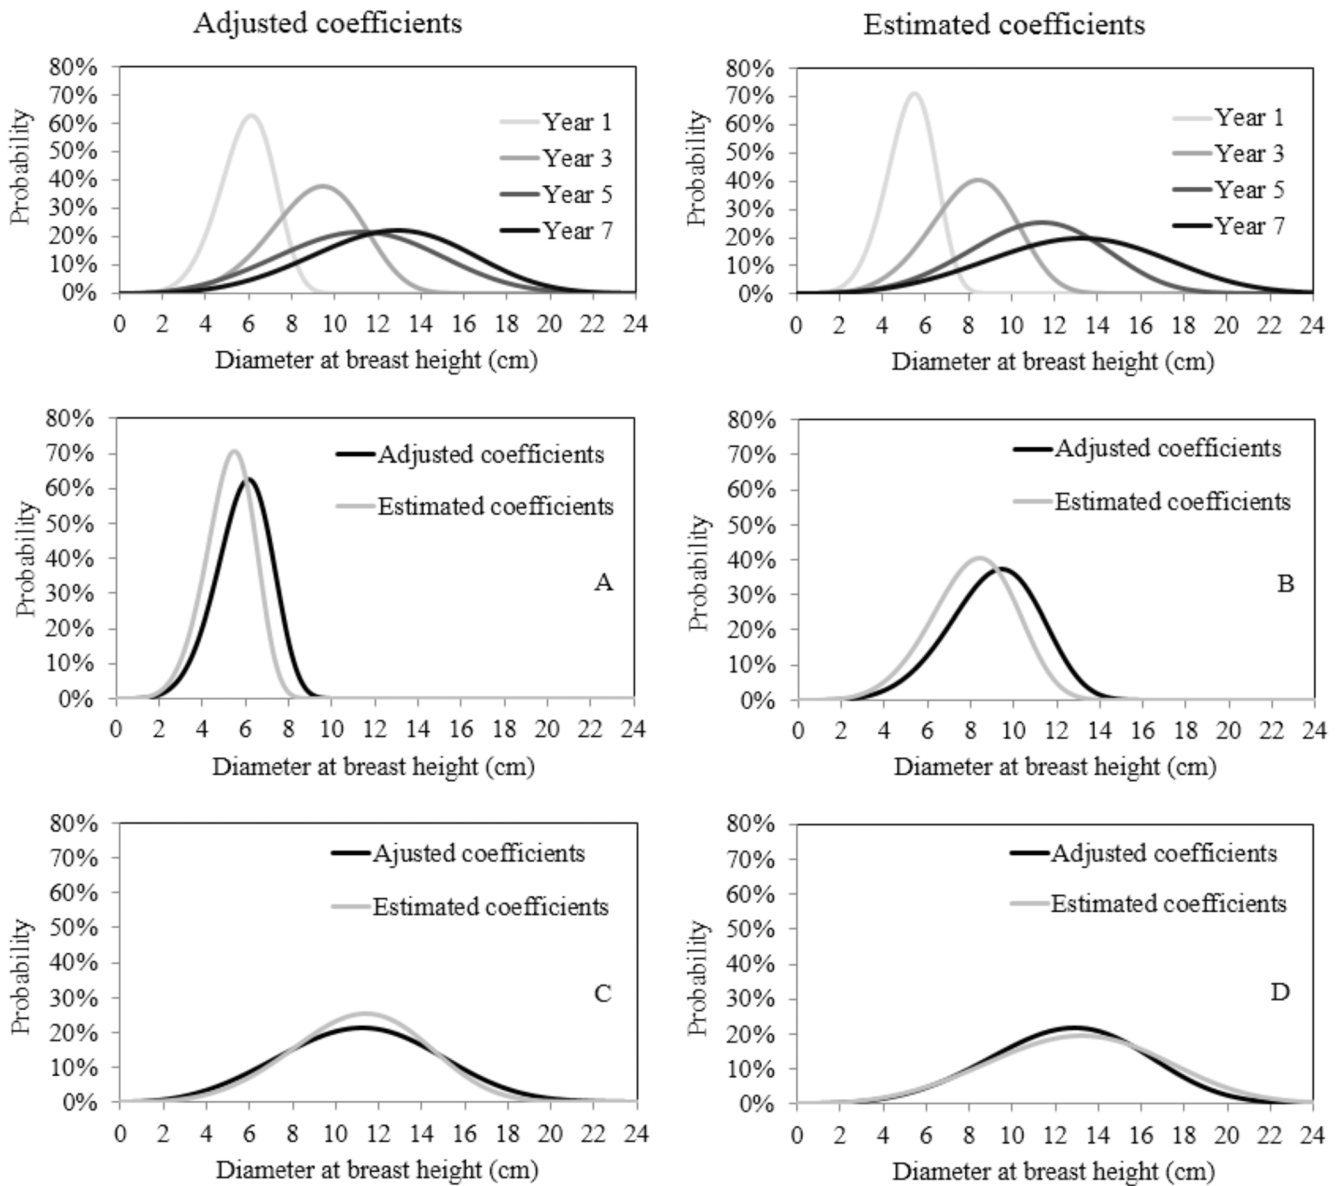 Adjusted coefficients
80%
70%
60%
50%
40%
30%
20%
10%
0%
Probability
Year 1
Year 3
Year 5
Year 7
0 2 4 6 8 10 12 14 16 18 20 22 24
Diameter at breast height (cm)
Estimated coefficients
80%
70%
60%
50%
40%
30%
20%
10%
0%
Probability
Year 1
Year 3
Year 5
Year 7
0 2 4 6 8 10 12 14 16 18 20 22 24
Diameter at breast height (cm)
80%
70%
60%
50%
40%
30%
20%
10%
0%
Probability
Adjusted coefficients
Estimated coefficients
A
0 2 4 6 8 10 12 14 16 18 20 22 24
Diameter at breast height (cm)
80%
70%
60%
50%
40%
30%
20%
10%
0%
Probability
Adjusted coefficients
Estimated coefficients
B
0 2 4 6 8 10 12 14 16 18 20 22 24
Diameter at breast height (cm)
80%
70%
60%
50%
40%
30%
20%
10%
0%
Probability
Ajusted coefficients
Estimated coefficients
C
0 2 4 6 8 10 12 14 16 18 20 22 24
Diameter at breast height (cm)
80%
70%
60%
50%
40%
30%
20%
10%
0%
Probability
Adjusted coefficients
Estimated coefficients
D
0 2 4 6 8 10 12 14 16 18 20 22 24
Diameter at breast height (cm)